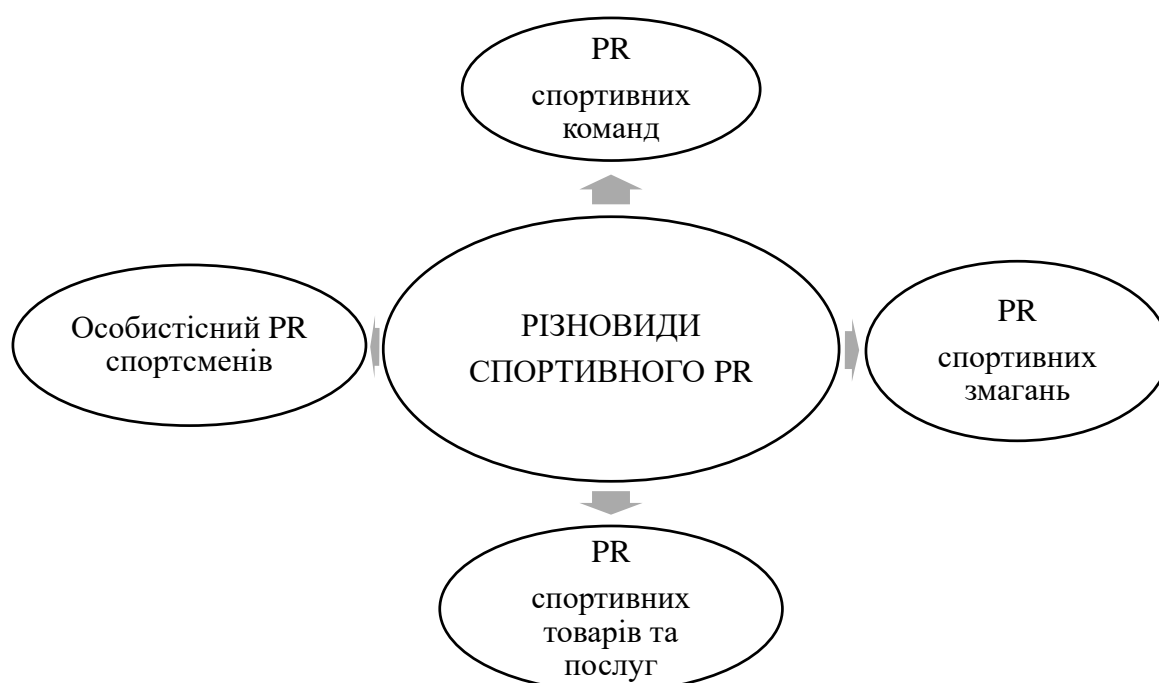 PR
спортивних
команд
Особистісний PR
спортсменів
РІЗНОВИДИ
СПОРТИВНОГО PR
PR
спортивних
змагань
PR
спортивних
товарів та
послуг